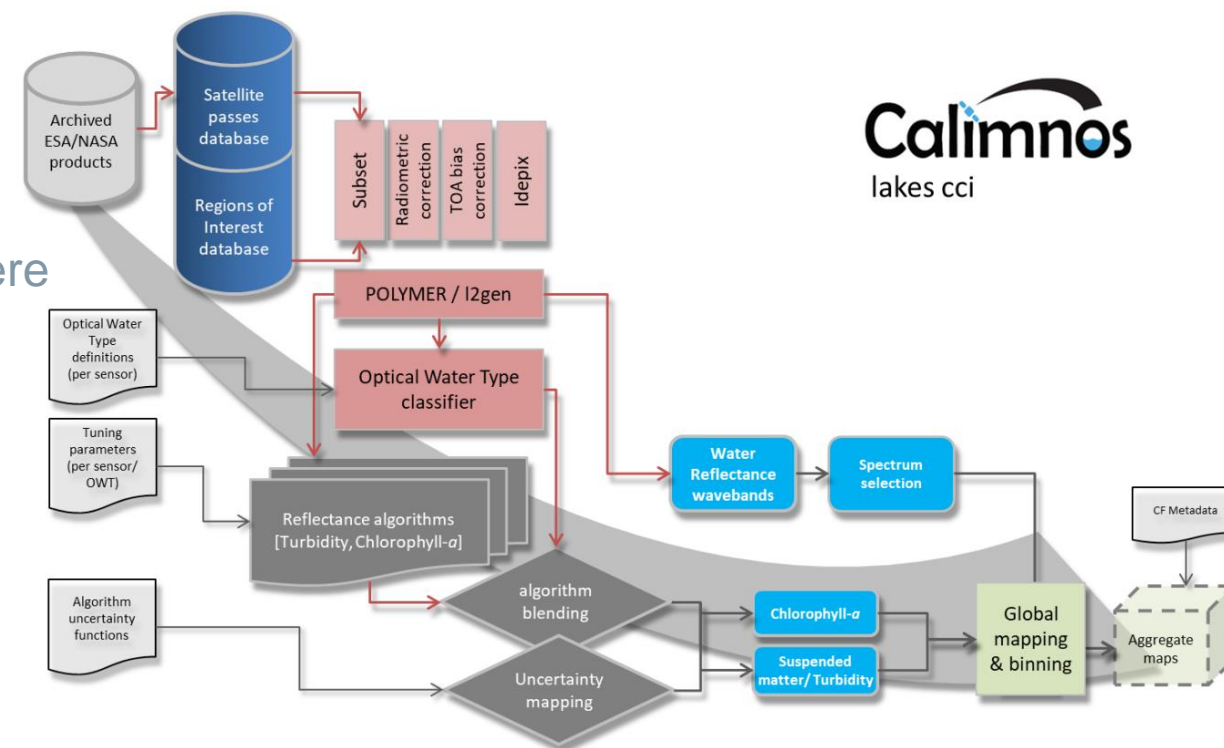 Archived
ESA/NASA
products
Satellite
passes
database
Regions of
Interest
database
Subset
Radiometric
correction
TOA bias
correction
Idepix
Calimnos
lakes cci
ere
POLYMER / l2gen
Optical Water
Type
definitions
(per sensor)
Optical Water Type
classifier
Tuning
parameters
(per sensor/
OWT)
Reflectance algorithms
[Turbidity, Chlorophyll-a]
Water
Reflectance
wavebands
Spectrum
selection
CF Metadata
Algorithm
uncertainty
functions
algorithm
blending
Uncertainty
mapping
Chlorophyll-a
Suspended
matter/ Turbidity
Global
mapping
& binning
Aggregate
maps